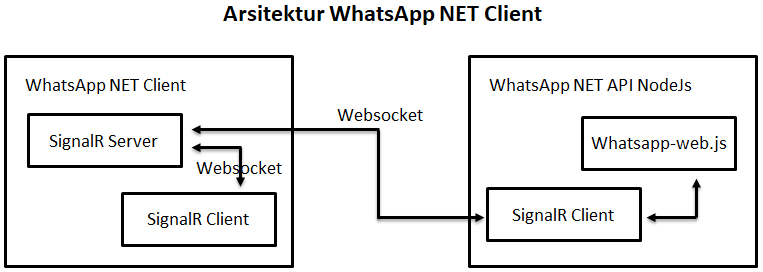 Arsitektur WhatsApp NET Client
WhatsApp NET Client
SignalR Server
Websocket
SignalR Client
Websocket
WhatsApp NET API NodeJs
Whatsapp-web.js
SignalR Client